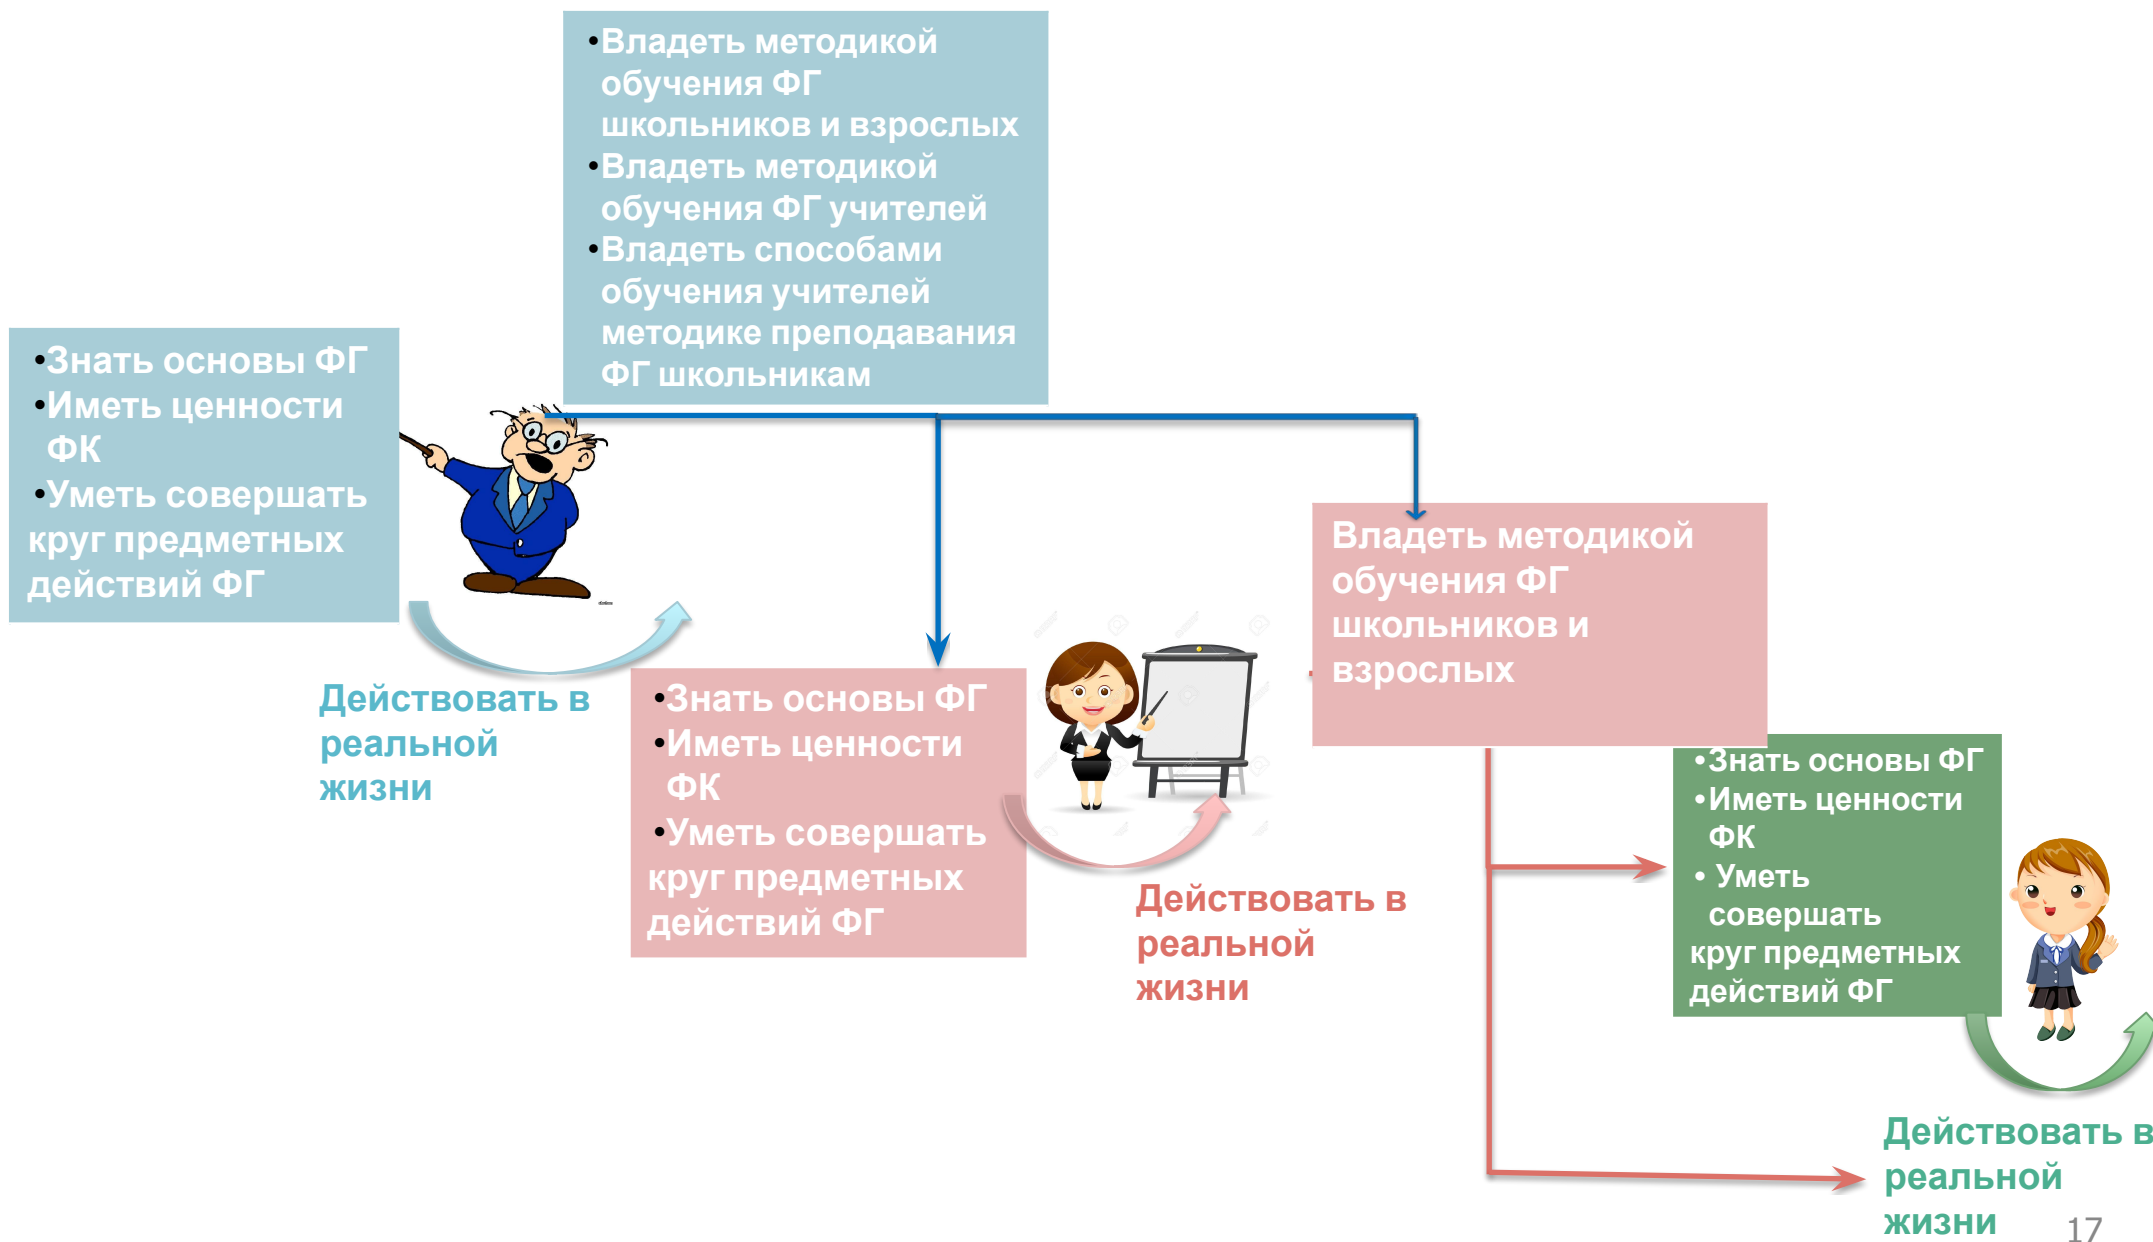 •Владеть методикой
обучения ФГ
школьников и взрослых
•Владеть методикой
обучения ФГ учителей
•Владеть способами
обучения учителей
методике преподавания
ФГ школьникам
•Знать основы ФГ
•Иметь ценности
ФК
•Уметь совершать
круг предметных
действий ФГ
Действовать в
реальной
жизни
•Знать основы ФГ
•Иметь ценности
ФК
•Уметь совершать
круг предметных
действий ФГ
Действовать в
реальной
жизни
Владеть методикой
обучения ФГ
школьников и
взрослых
•Знать основы ФГ
•Иметь ценности
ФК
• Уметь
совершать
круг предметных
действий ФГ
Действовать в
реальной
жизни
17